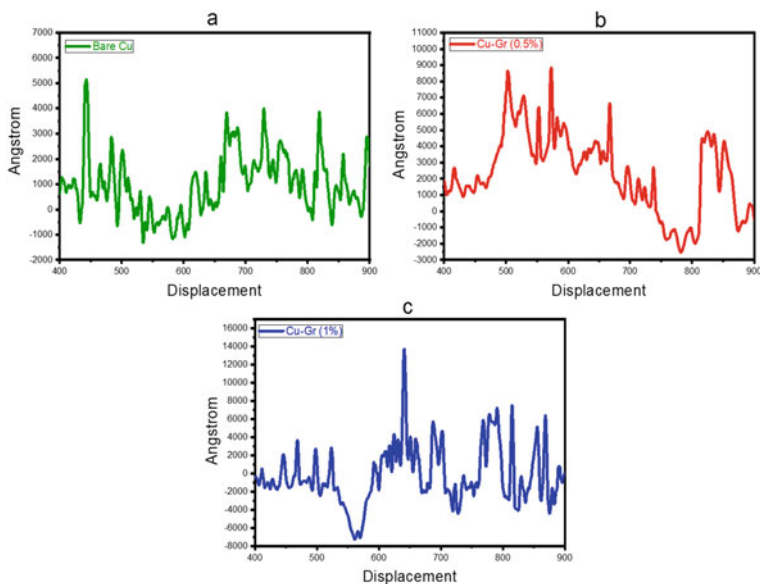 a
Bare Cu
7000
6000
5000
4000
3000
2000
1000
0
-1000
-2000
Angstrom
400 500 600 700 800 900
Displacement
b
Cu-Gr (0.5%)
11000
10000
9000
8000
7000
6000
5000
4000
3000
2000
1000
0
-1000
-2000
-3000
Angstrom
400 500 600 700 800 900
Displacement
c
Cu-Gr (1%)
16000
14000
12000
10000
8000
6000
4000
2000
0
-2000
-4000
-6000
-8000
Angstrom
400 500 600 700 800 900
Displacement